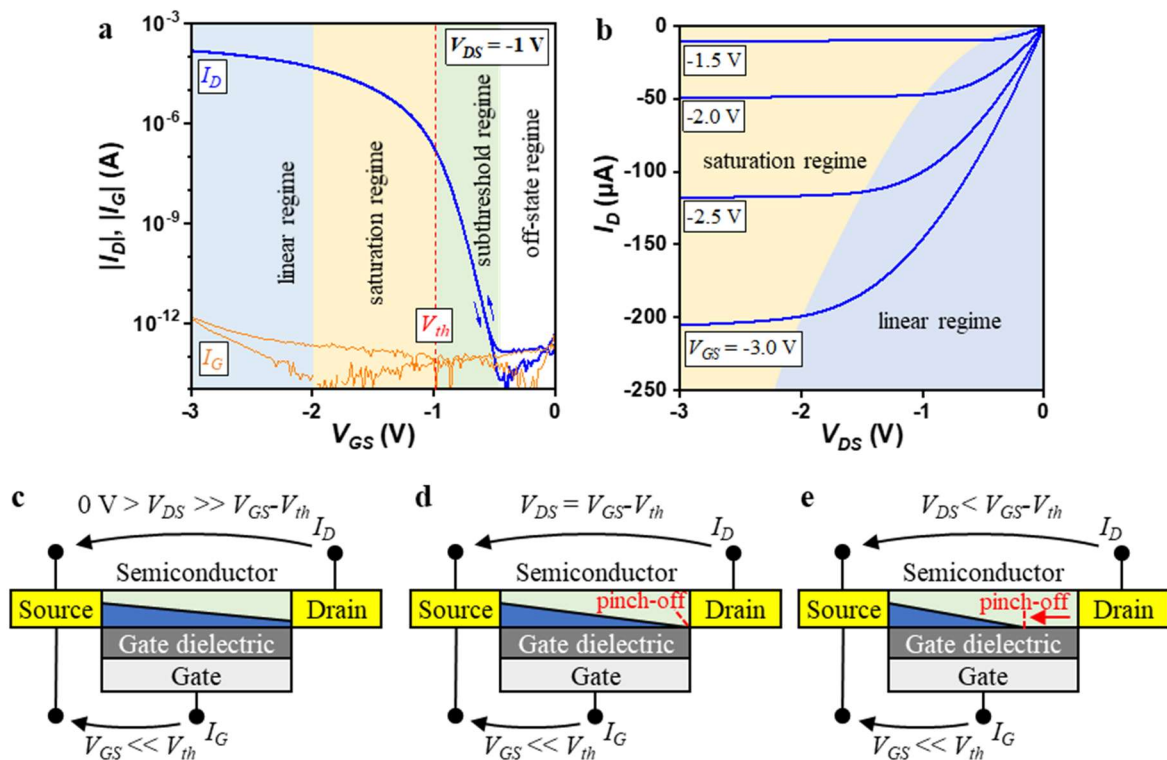 a
10⁻³
10⁻⁶
10⁻⁹
10⁻¹²
|I_D|, |I_G| (A)
V_DS = -1 V
I_D
linear regime
saturation regime
subthreshold regime
off-state regime
V_th
I_G
-3 -2 -1 0
V_GS (V)
b
0
-50
-100
-150
-200
-250
I_D (µA)
-1.5 V
-2.0 V
saturation regime
-2.5 V
linear regime
V_GS = -3.0 V
-3 -2 -1 0
V_DS (V)
c
0 V > V_DS >> V_GS-V_th
I_D
Semiconductor
Source Drain
Gate dielectric
Gate
I_G
V_GS << V_th
d
V_DS = V_GS-V_th
I_D
Semiconductor
pinch-off
Source Drain
Gate dielectric
Gate
I_G
V_GS << V_th
e
V_DS < V_GS-V_th
I_D
Semiconductor
pinch-off
Source Drain
Gate dielectric
Gate
I_G
V_GS << V_th